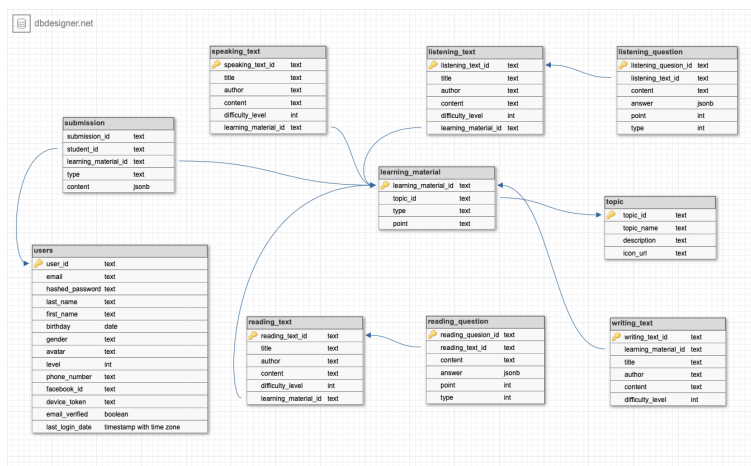 dbdesigner.net
speaking_text
speaking_text_id text
title text
author text
content text
difficulty_level int
learning_material_id text
listening_text
listening_text_id text
title text
author text
content text
difficulty_level int
learning_material_id text
listening_question
listening_quesion_id text
listening_text_id text
content text
answer jsonb
point int
type int
submission
submission_id text
student_id text
learning_material_id text
type text
content jsonb
learning_material
learning_material_id text
topic_id text
type text
point text
topic
topic_id text
topic_name text
description text
icon_url text
users
user_id text
email text
hashed_password text
last_name text
first_name text
birthday date
gender text
avatar text
level int
phone_number text
facebook_id text
device_token text
email_verified boolean
last_login_date timestamp with time zone
reading_text
reading_text_id text
title text
author text
content text
difficulty_level int
learning_material_id text
reading_question
reading_quesion_id text
reading_text_id text
content text
answer jsonb
point int
type int
writing_text
writing_text_id text
learning_material_id text
title text
author text
content text
difficulty_level int